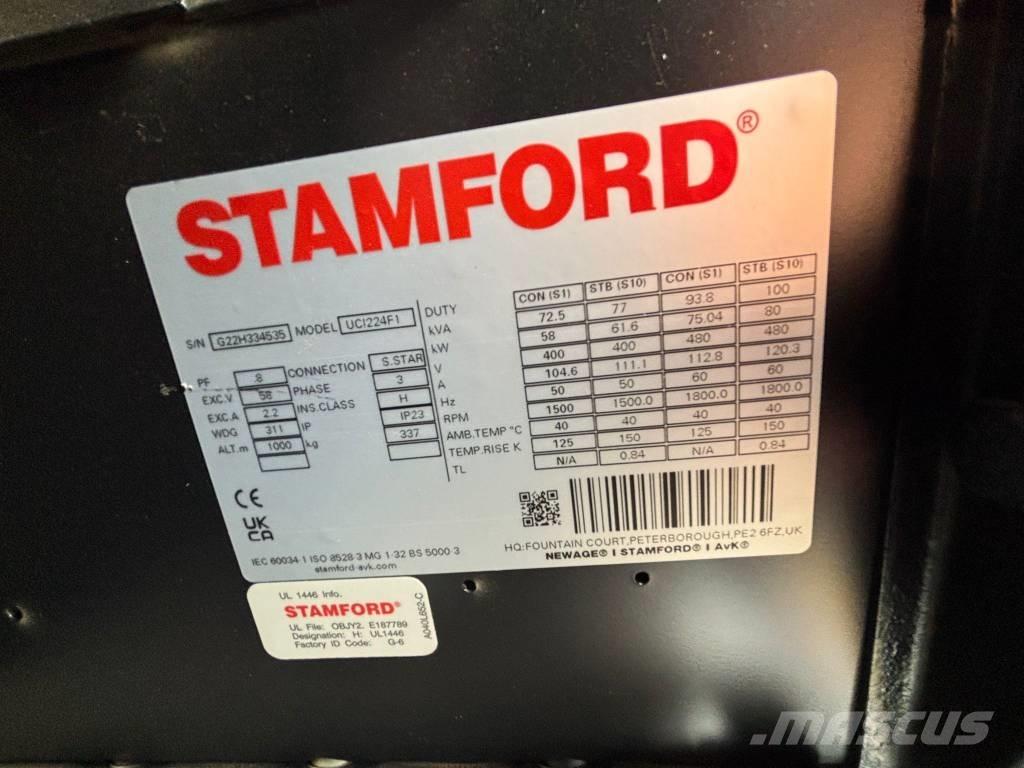 STAMFORD®
S/N G22H334535 MODEL UCI224F1
PF .8 CONNECTION S.STAR
EXC.V 58 PHASE 3
EXC.A 2.2 INS.CLASS H
WDG 311 IP IP23
ALT.m 1000 kg 337
DUTY CON (S1) STB (S10) CON (S1) STB (S10)
kVA 72.5 77 93.8 100
kW 58 61.6 75.04 80
V 400 400 480 480
A 104.6 111.1 112.8 120.3
Hz 50 50 60 60
RPM 1500 1500.0 1800.0 1800.0
AMB.TEMP °C 40 40 40 40
TEMP.RISE K 125 150 125 150
TL N/A 0.84 N/A 0.84
CE
UK
CA
IEC 60034-1 ISO 8528-3 MG 1-32 BS 5000-3
stamford-avk.com
HQ:FOUNTAIN COURT,PETERBOROUGH,PE2 6FZ,UK
NEWAGE® I STAMFORD® I AvK®
UL 1446 Info.
STAMFORD®
UL File: OBJY2. E187789
Designation: H: UL1446
Factory ID Code: G-6
A040L652-C
MASCUS